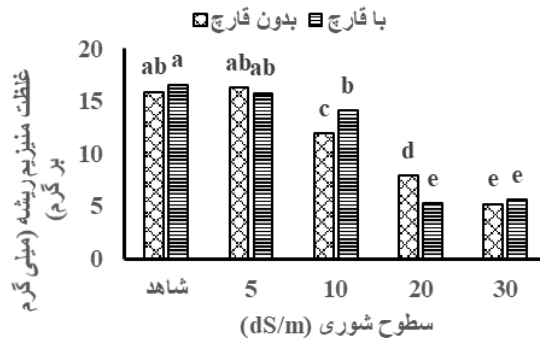 بدون قارچ با قارچ
غلظت منیزیم ریشه (میلی گرم
بر گرم)
20
15
10
5
0
ab a ab ab c b d e e e
شاهد 5 10 20 30
سطوح شوری (dS/m)